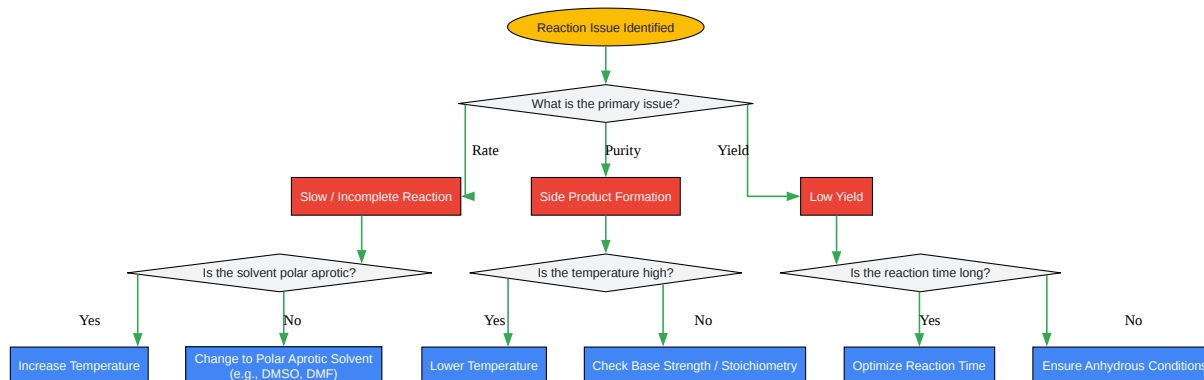 Reaction Issue Identified
What is the primary issue?
Rate
Purity
Yield
Slow / Incomplete Reaction
Side Product Formation
Low Yield
Is the solvent polar aprotic?
Is the temperature high?
Is the reaction time long?
Yes
No
Yes
No
Yes
No
Increase Temperature
Change to Polar Aprotic Solvent
(e.g., DMSO, DMF)
Lower Temperature
Check Base Strength / Stoichiometry
Optimize Reaction Time
Ensure Anhydrous Conditions